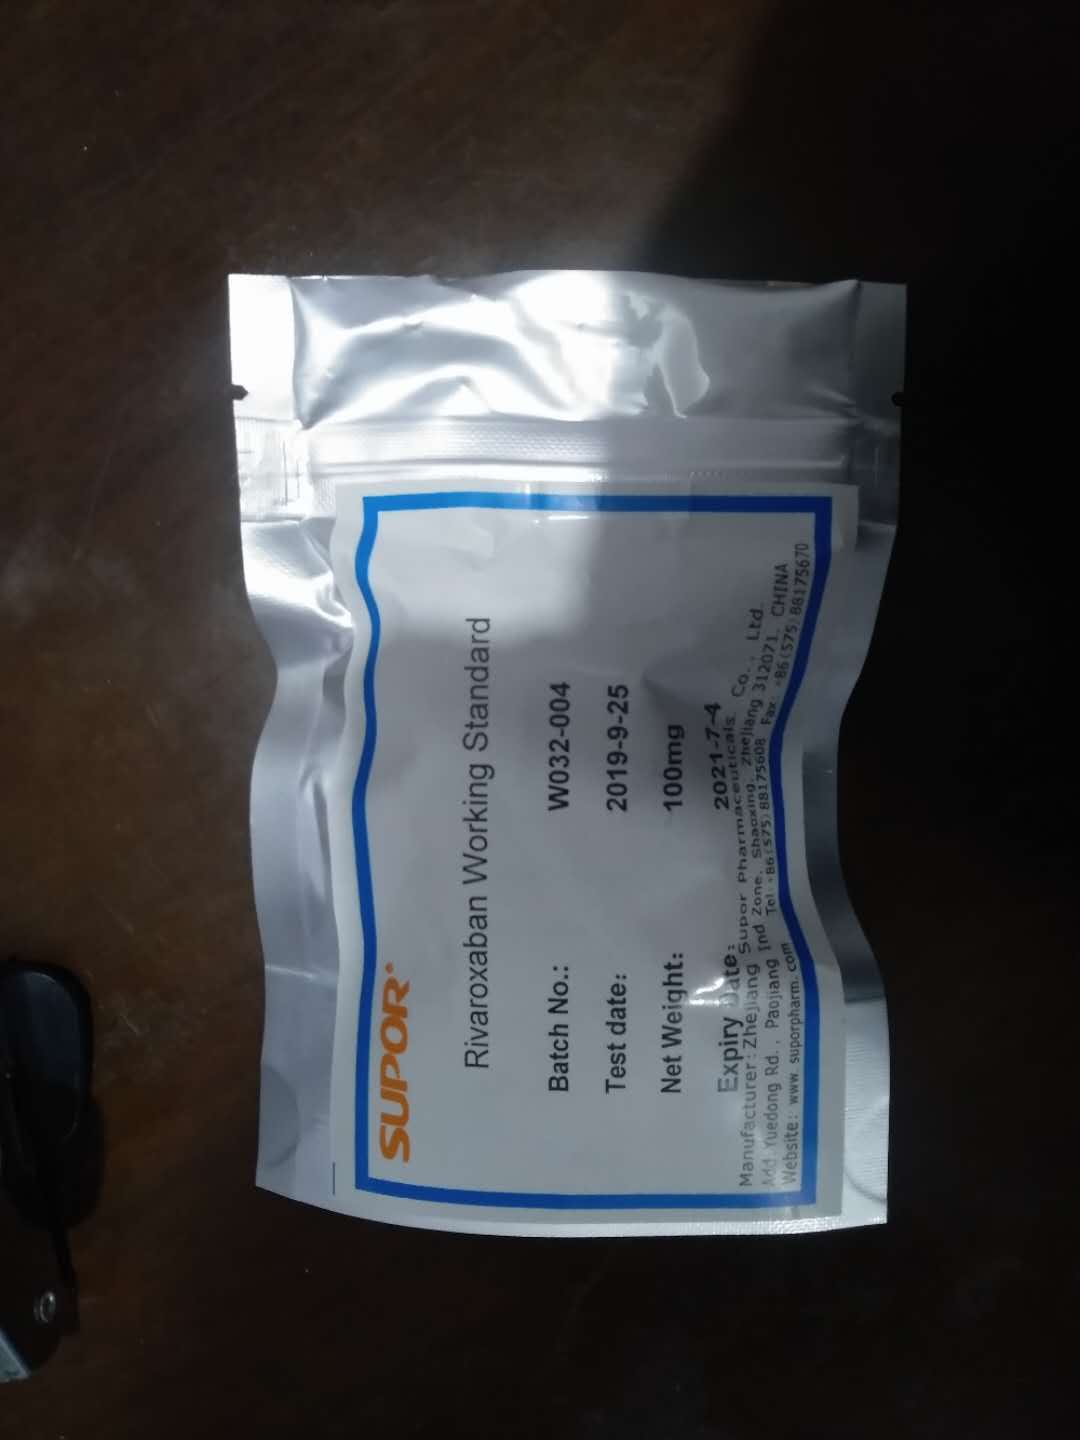 SUPOR®
Rivaroxaban Working Standard
Batch No.: W032-004
Test date: 2019-9-25
Net Weight: 100mg
Expiry Date: 2021-7-4
Manufacturer: Zhejiang Supor Pharmaceuticals. Co., Ltd.
Add: Yuedong Rd., Paojiang Ind Zone, Shaoxing, Zhejiang 312071, CHINA
Website: www.suporpharm.com Tel: +86(575)88175608 Fax: +86(575)88175670